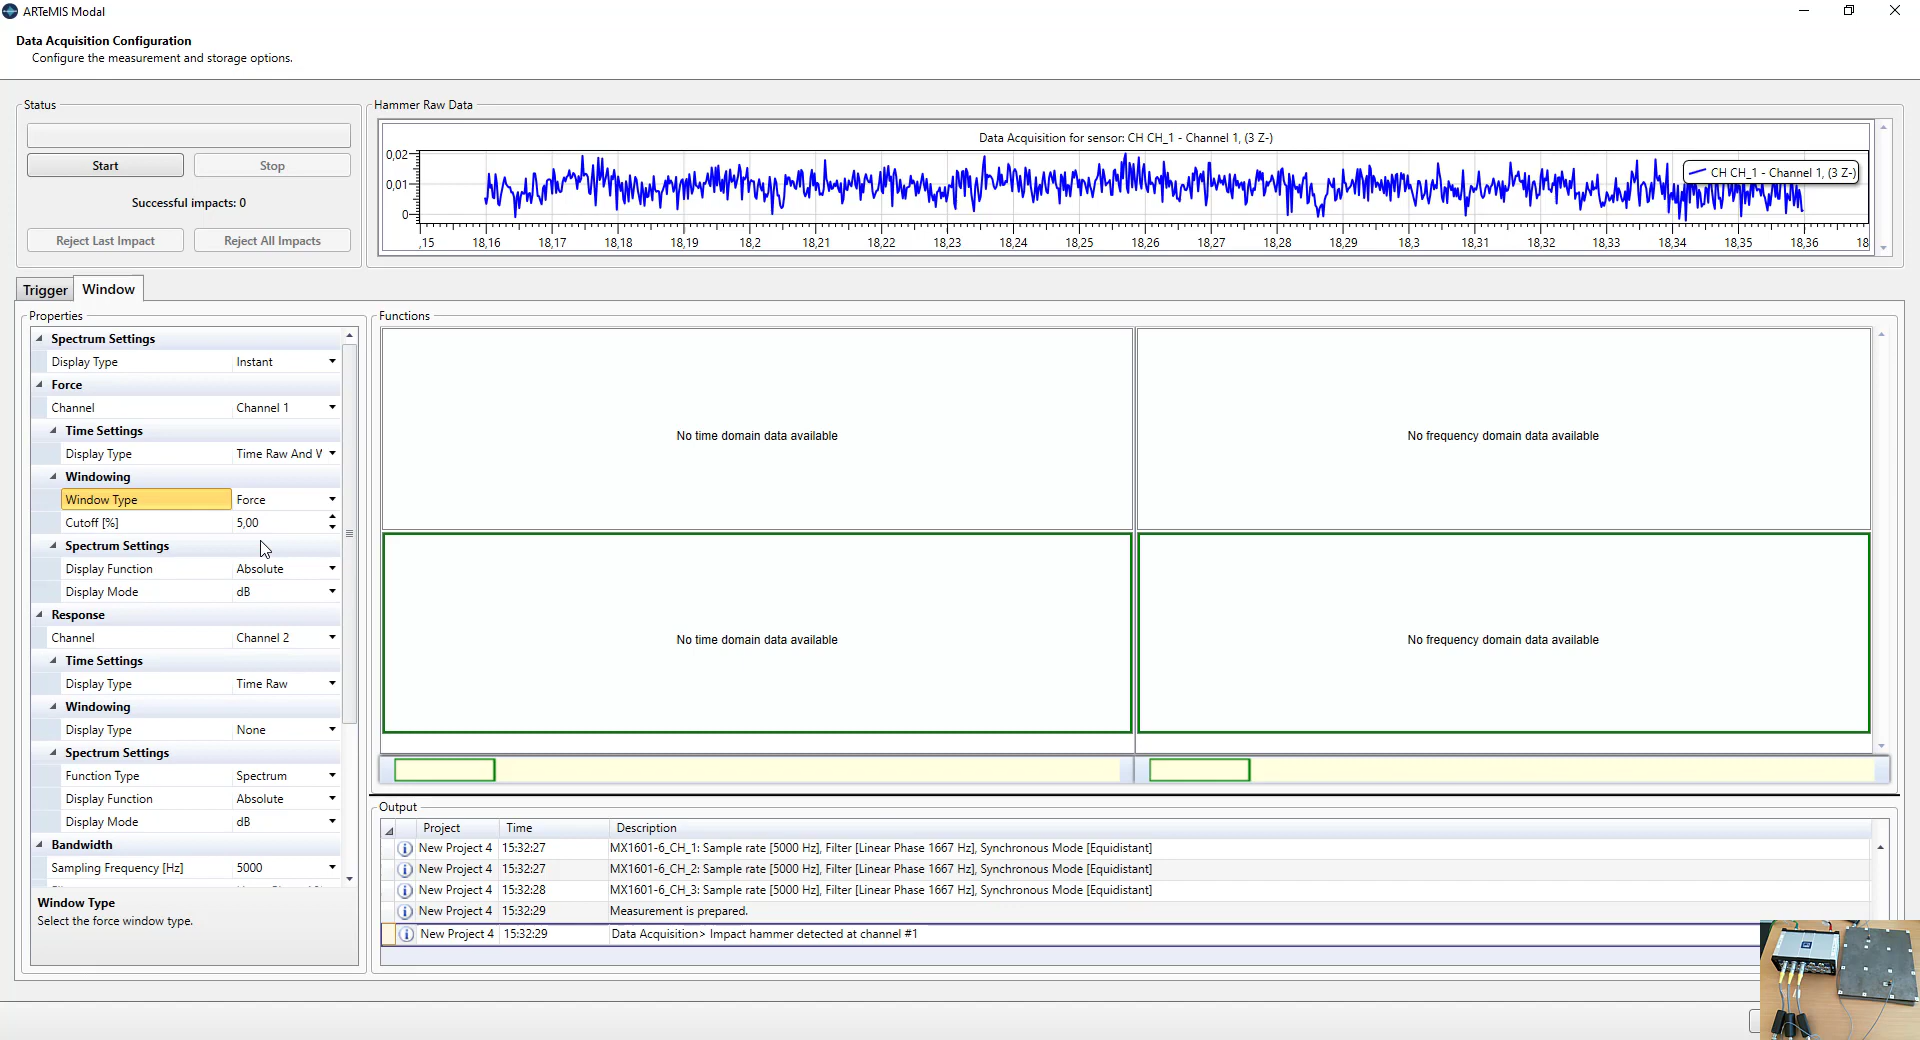 ARTeMIS Modal
Data Acquisition Configuration
Configure the measurement and storage options.
Status
Start
Stop
Successful impacts: 0
Reject Last Impact
Reject All Impacts
Hammer Raw Data
Data Acquisition for sensor: CH CH_1 - Channel 1, (3 Z-)
0,02
0,01
0
CH CH_1 - Channel 1, (3 Z-)
,15 18,16 18,17 18,18 18,19 18,2 18,21 18,22 18,23 18,24 18,25 18,26 18,27 18,28 18,29 18,3 18,31 18,32 18,33 18,34 18,35 18,36 18
Trigger
Window
Properties
Spectrum Settings
Display Type Instant
Force
Channel Channel 1
Time Settings
Display Type Time Raw And W
Windowing
Window Type Force
Cutoff [%] 5,00
Spectrum Settings
Display Function Absolute
Display Mode dB
Response
Channel Channel 2
Time Settings
Display Type Time Raw
Windowing
Display Type None
Spectrum Settings
Function Type Spectrum
Display Function Absolute
Display Mode dB
Bandwidth
Sampling Frequency [Hz] 5000
Window Type
Select the force window type.
Functions
No time domain data available
No frequency domain data available
No time domain data available
No frequency domain data available
Output
Project Time Description
New Project 4 15:32:27 MX1601-6_CH_1: Sample rate [5000 Hz], Filter [Linear Phase 1667 Hz], Synchronous Mode [Equidistant]
New Project 4 15:32:27 MX1601-6_CH_2: Sample rate [5000 Hz], Filter [Linear Phase 1667 Hz], Synchronous Mode [Equidistant]
New Project 4 15:32:28 MX1601-6_CH_3: Sample rate [5000 Hz], Filter [Linear Phase 1667 Hz], Synchronous Mode [Equidistant]
New Project 4 15:32:29 Measurement is prepared.
New Project 4 15:32:29 Data Acquisition> Impact hammer detected at channel #1